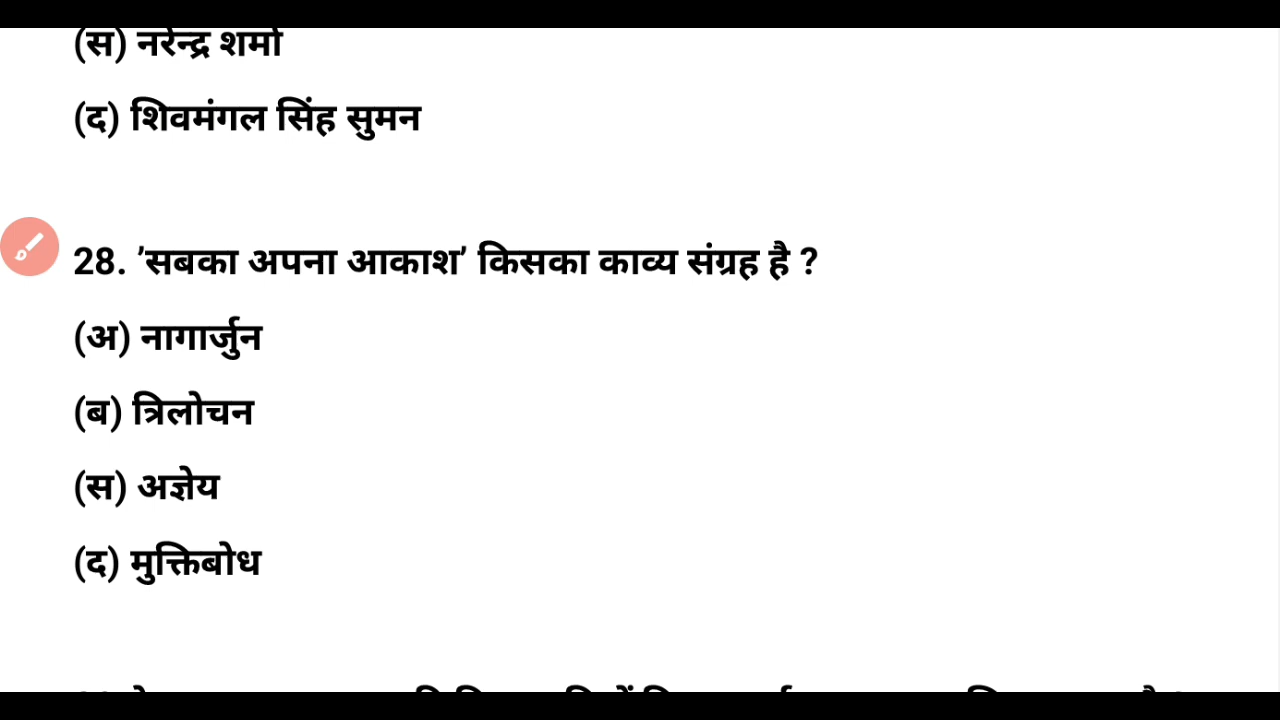 (स) नरेन्द्र शर्मा
(द) शिवमंगल सिंह सुमन
28. ’सबका अपना आकाश’ किसका काव्य संग्रह है ?
(अ) नागार्जुन
(ब) त्रिलोचन
(स) अज्ञेय
(द) मुक्तिबोध